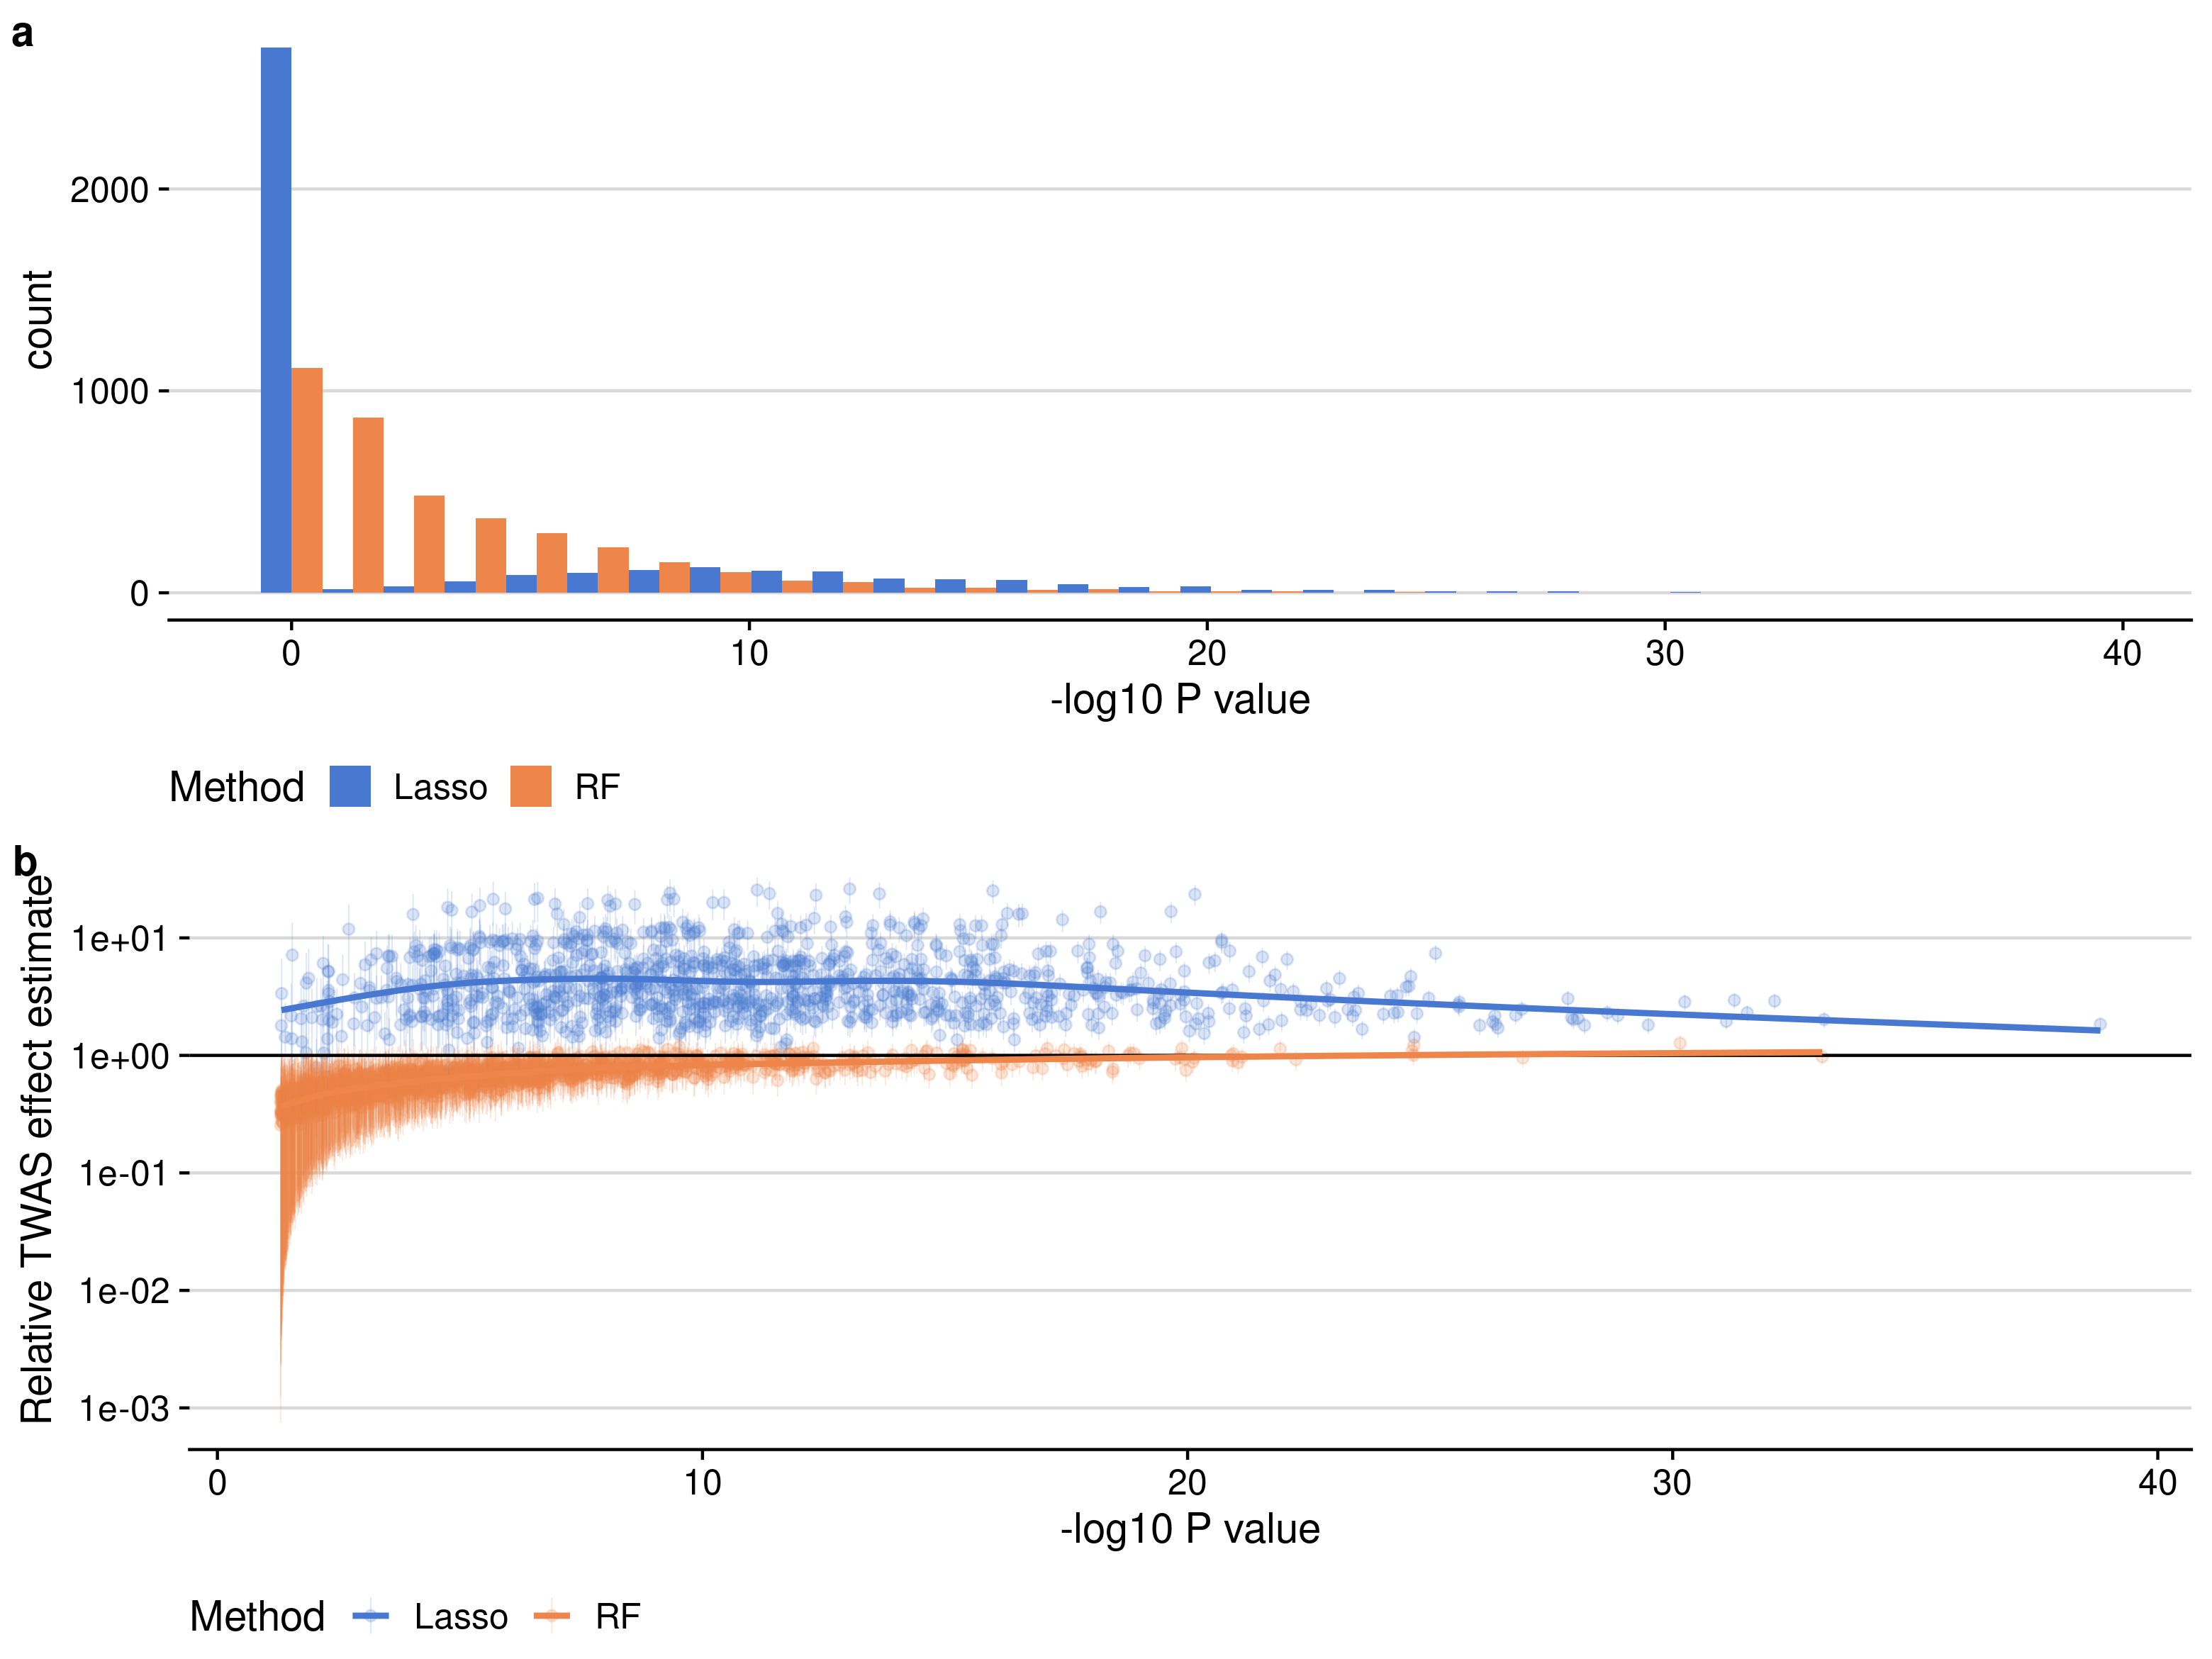 a
count
2000
1000
0
0 10 20 30 40
-log10 P value
Method Lasso RF
b
Relative TWAS effect estimate
1e+01
1e+00
1e-01
1e-02
1e-03
0 10 20 30 40
-log10 P value
Method Lasso RF